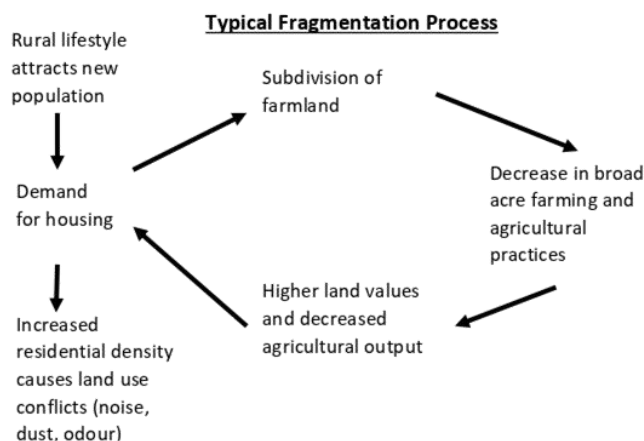 Typical Fragmentation Process
Rural lifestyle
attracts new
population
Subdivision of
farmland
Demand
for housing
Decrease in broad
acre farming and
agricultural
practices
Higher land values
and decreased
agricultural output
Increased
residential density
causes land use
conflicts (noise,
dust, odour)